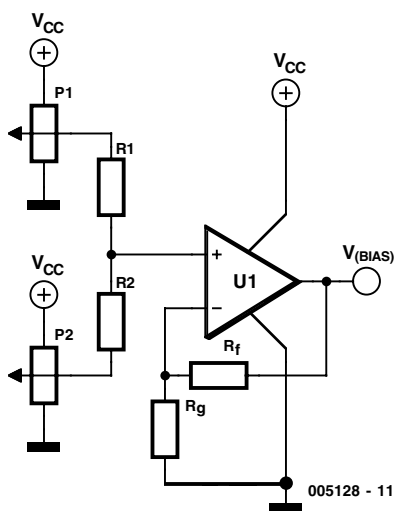 VCC
P1
R1
VCC
R2
P2
VCC
+
U1
−
V(BIAS)
Rf
Rg
005128 - 11